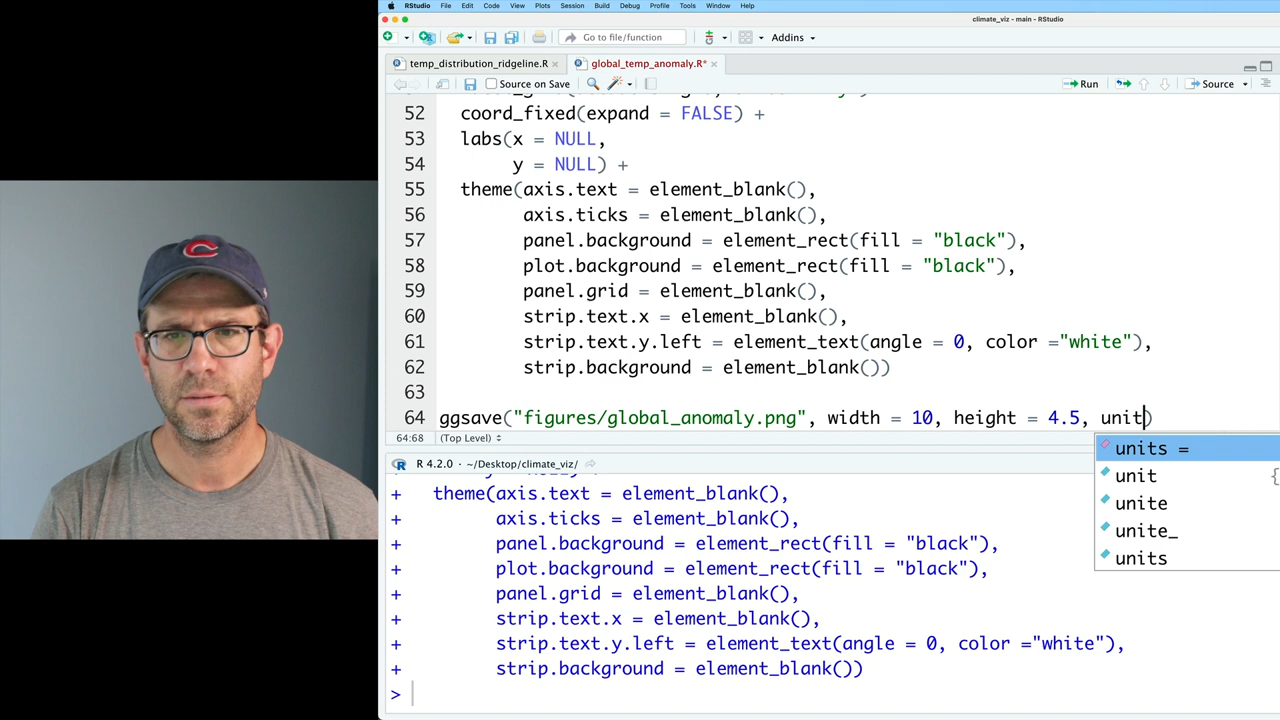 RStudio File Edit Code View Plots Session Build Debug Profile Tools Window Help
climate_viz - main - RStudio
Go to file/function Addins
temp_distribution_ridgeline.R global_temp_anomaly.R*
Source on Save Run Source
52 coord_fixed(expand = FALSE) +
53 labs(x = NULL,
54 y = NULL) +
55 theme(axis.text = element_blank(),
56 axis.ticks = element_blank(),
57 panel.background = element_rect(fill = "black"),
58 plot.background = element_rect(fill = "black"),
59 panel.grid = element_blank(),
60 strip.text.x = element_blank(),
61 strip.text.y.left = element_text(angle = 0, color ="white"),
62 strip.background = element_blank())
63
64 ggsave("figures/global_anomaly.png", width = 10, height = 4.5, unit)
64:68 (Top Level)
units =
unit {
unite
unite_
units
R 4.2.0 · ~/Desktop/climate_viz/
+ theme(axis.text = element_blank(),
+ axis.ticks = element_blank(),
+ panel.background = element_rect(fill = "black"),
+ plot.background = element_rect(fill = "black"),
+ panel.grid = element_blank(),
+ strip.text.x = element_blank(),
+ strip.text.y.left = element_text(angle = 0, color ="white"),
+ strip.background = element_blank())
>